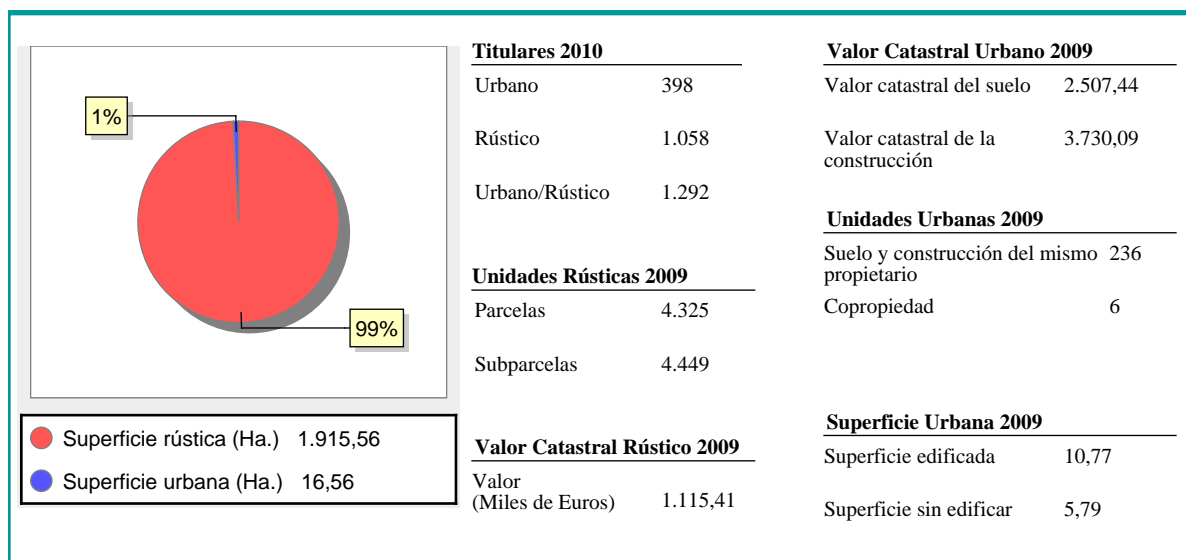 1%
99%
Superficie rústica (Ha.) 1.915,56
Superficie urbana (Ha.) 16,56
Titulares 2010
Urbano 398
Rústico 1.058
Urbano/Rústico 1.292
Unidades Rústicas 2009
Parcelas 4.325
Subparcelas 4.449
Valor Catastral Rústico 2009
Valor
(Miles de Euros) 1.115,41
Valor Catastral Urbano 2009
Valor catastral del suelo 2.507,44
Valor catastral de la 3.730,09
construcción
Unidades Urbanas 2009
Suelo y construcción del mismo 236
propietario
Copropiedad 6
Superficie Urbana 2009
Superficie edificada 10,77
Superficie sin edificar 5,79